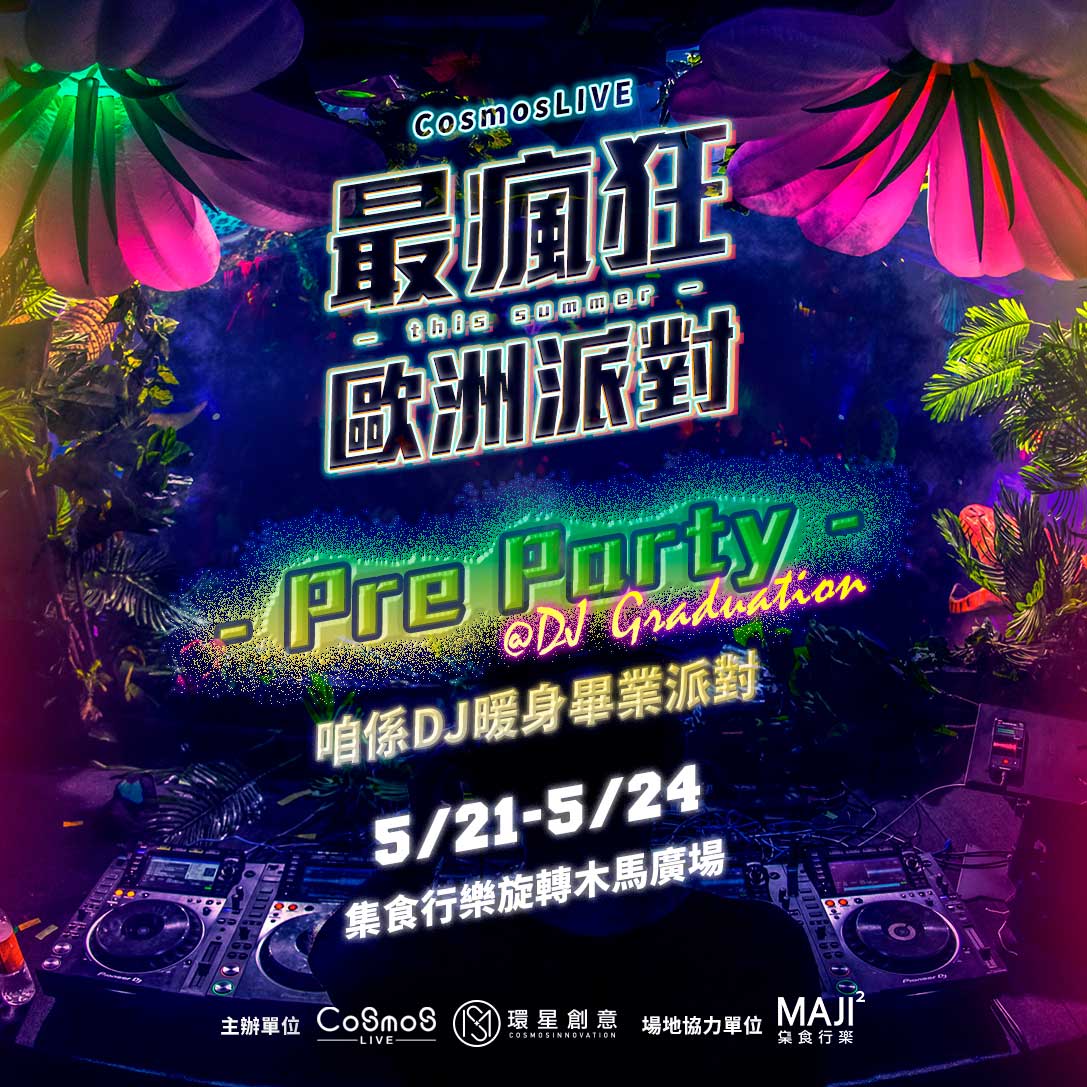 CosmosLIVE
最瘋狂
- this summer -
歐洲派對
- Pre Party -
@DJ Graduation
咱係DJ暖身畢業派對
5/21-5/24
集食行樂旋轉木馬廣場
主辦單位 CoSmoS LIVE 環星創意 COSMOSINNOVATION 場地協力單位 MAJI² 集食行樂
Pioneer Dj
Pioneer Dj